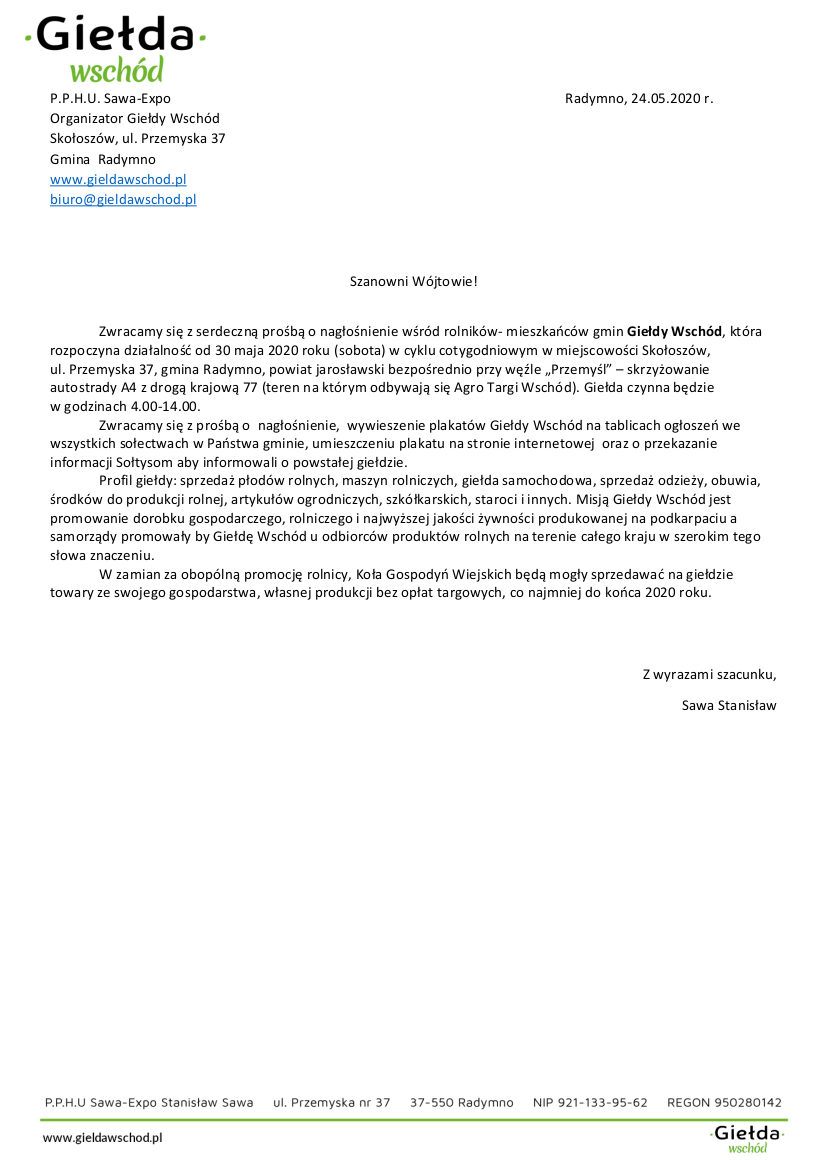 Giełda
wschód
P.P.H.U. Sawa-Expo
Radymno, 24.05.2020 r.
Organizator Giełdy Wschód
Skołoszów, ul. Przemyska 37
Gmina  Radymno
www.gieldawschod.pl
biuro@gieldawschod.pl
Szanowni Wójtowie!
Zwracamy się z serdeczną prośbą o nagłośnienie wśród rolników- mieszkańców gmin Giełdy Wschód, która
rozpoczyna działalność od 30 maja 2020 roku (sobota) w cyklu cotygodniowym w miejscowości Skołoszów,
ul. Przemyska 37, gmina Radymno, powiat jarosławski bezpośrednio przy węźle „Przemyśl” – skrzyżowanie
autostrady A4 z drogą krajową 77 (teren na którym odbywają się Agro Targi Wschód). Giełda czynna będzie
w godzinach 4.00-14.00.
Zwracamy się z prośbą o  nagłośnienie,  wywieszenie plakatów Giełdy Wschód na tablicach ogłoszeń we
wszystkich sołectwach w Państwa gminie, umieszczeniu plakatu na stronie internetowej  oraz o przekazanie
informacji Sołtysom aby informowali o powstałej giełdzie.
Profil giełdy: sprzedaż płodów rolnych, maszyn rolniczych, giełda samochodowa, sprzedaż odzieży, obuwia,
środków do produkcji rolnej, artykułów ogrodniczych, szkółkarskich, staroci i innych. Misją Giełdy Wschód jest
promowanie dorobku gospodarczego, rolniczego i najwyższej jakości żywności produkowanej na podkarpaciu a
samorządy promowały by Giełdę Wschód u odbiorców produktów rolnych na terenie całego kraju w szerokim tego
słowa znaczeniu.
W zamian za obopólną promocję rolnicy, Koła Gospodyń Wiejskich będą mogły sprzedawać na giełdzie
towary ze swojego gospodarstwa, własnej produkcji bez opłat targowych, co najmniej do końca 2020 roku.
Z wyrazami szacunku,
Sawa Stanisław
P.P.H.U Sawa-Expo Stanisław Sawa ul. Przemyska nr 37 37-550 Radymno NIP 921-133-95-62 REGON 950280142
www.gieldawschod.pl
Giełda
wschód